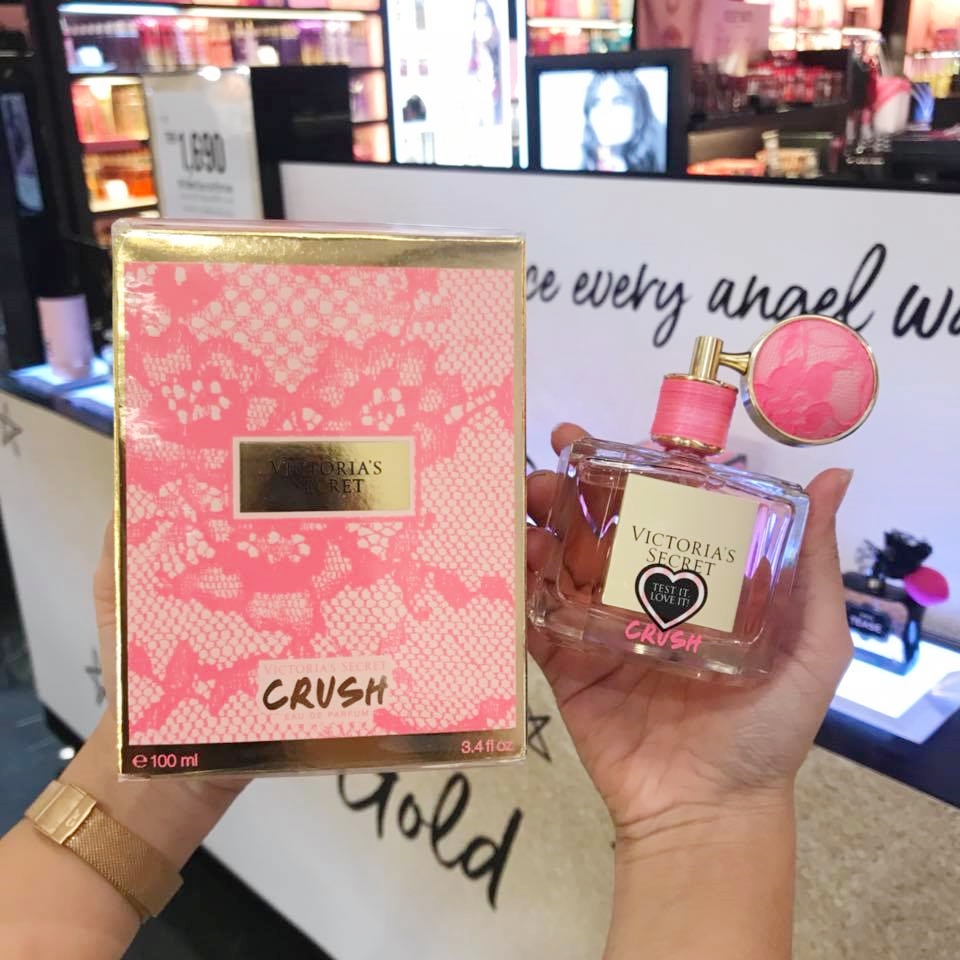 1,690
ce every angel wa
VICTORIA'S
SECRET
VICTORIA'S SECRET
CRUSH
EAU DE PARFUM
e 100 ml
3.4 fl oz
VICTORIA'S
SECRET
TEST IT.
LOVE IT!
CRUSH
TEASE
Gold